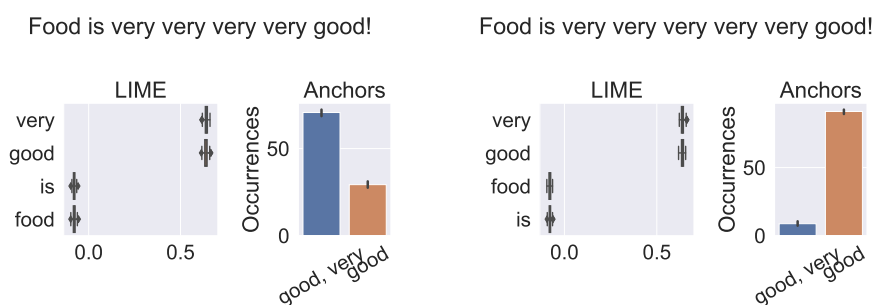 Food is very very very very good!
LIME
very
good
is
food
0.0
0.5
Anchors
Occurrences
50
0
good, very
good
Food is very very very very very good!
LIME
very
good
food
is
0.0
0.5
Anchors
Occurrences
50
0
good, very
good